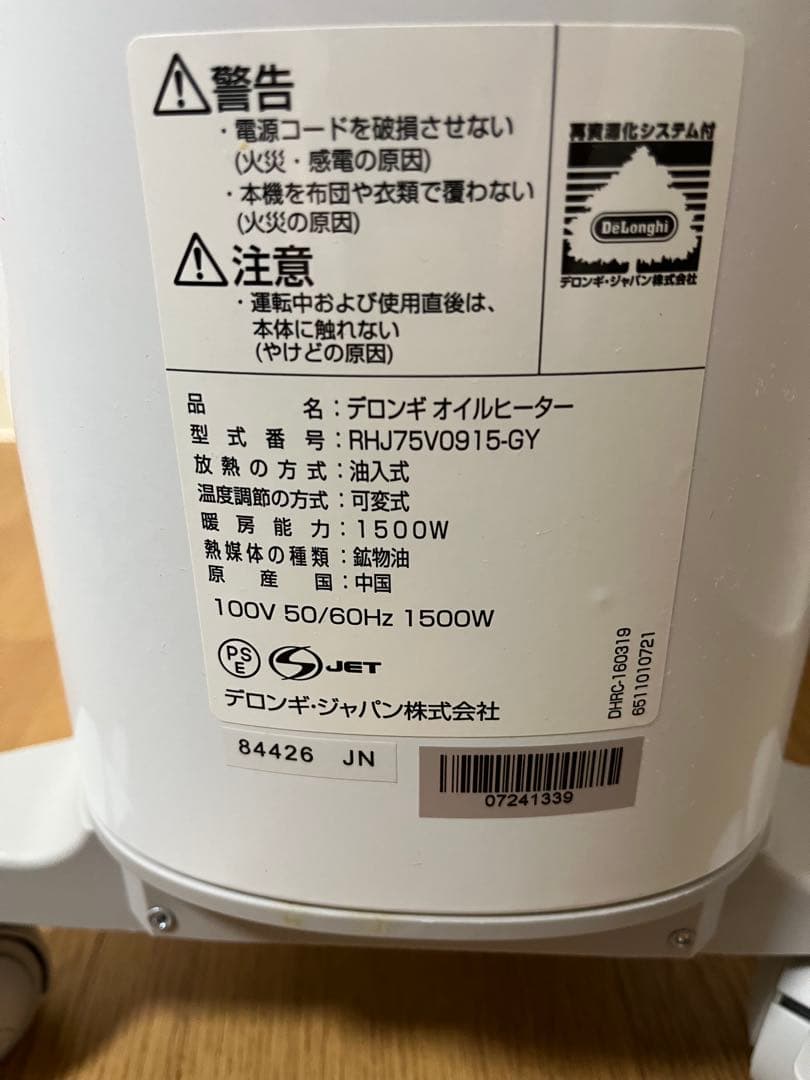 警告
・電源コードを破損させない
(火災・感電の原因)
・本機を布団や衣類で覆わない
(火災の原因)
注意
・運転中および使用直後は、
本体に触れない
(やけどの原因)
再資源化システム付
DeLonghi
デロンギ・ジャパン株式会社
品名:デロンギ オイルヒーター
型式番号:RHJ75V0915-GY
放熱の方式:油入式
温度調節の方式:可変式
暖房能力:1500W
熱媒体の種類:鉱物油
原産国:中国
100V 50/60Hz 1500W
PSE
JET
デロンギ・ジャパン株式会社
DHRC-160319
6511010721
84426 JN
07241339